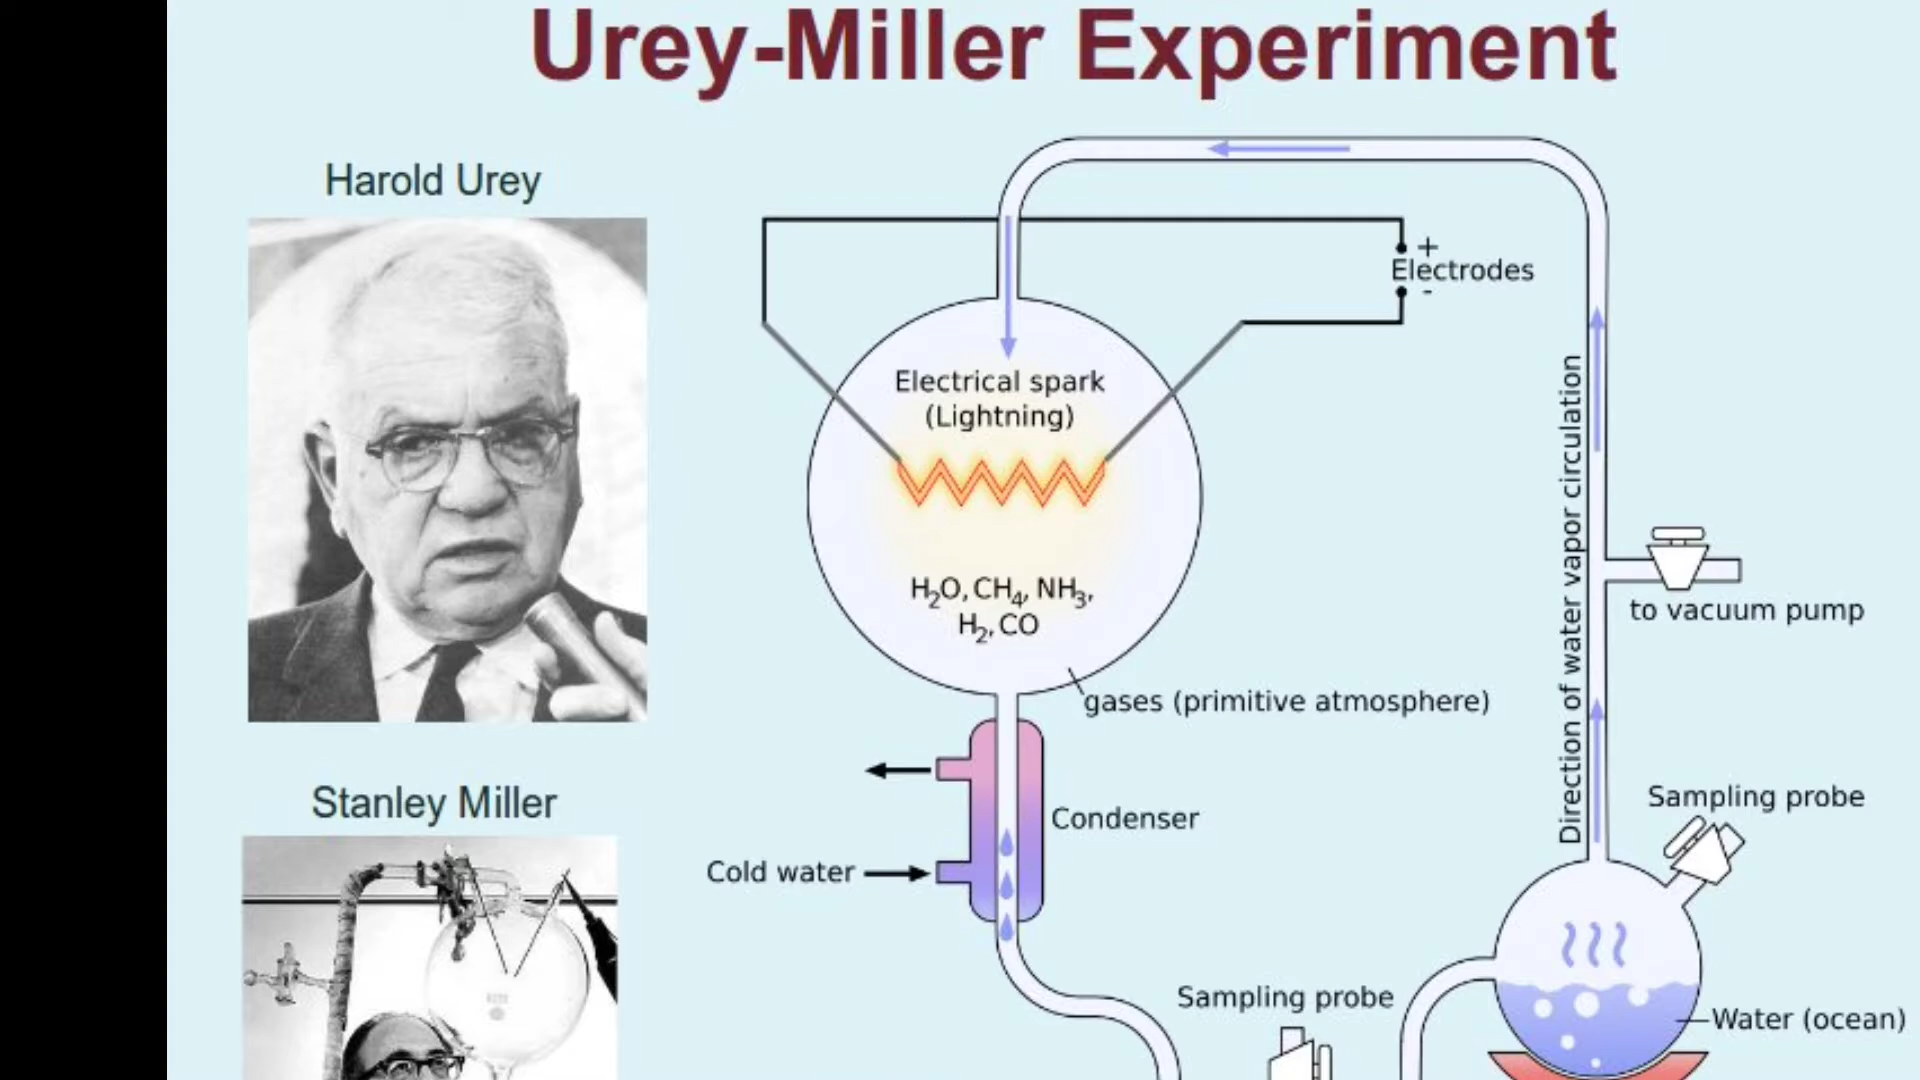 Urey-Miller Experiment
Harold Urey
+
Electrodes
-
Electrical spark
(Lightning)
H₂O, CH₄, NH₃,
H₂, CO
gases (primitive atmosphere)
Direction of water vapor circulation
to vacuum pump
Stanley Miller
Condenser
Cold water
Sampling probe
Sampling probe
Water (ocean)